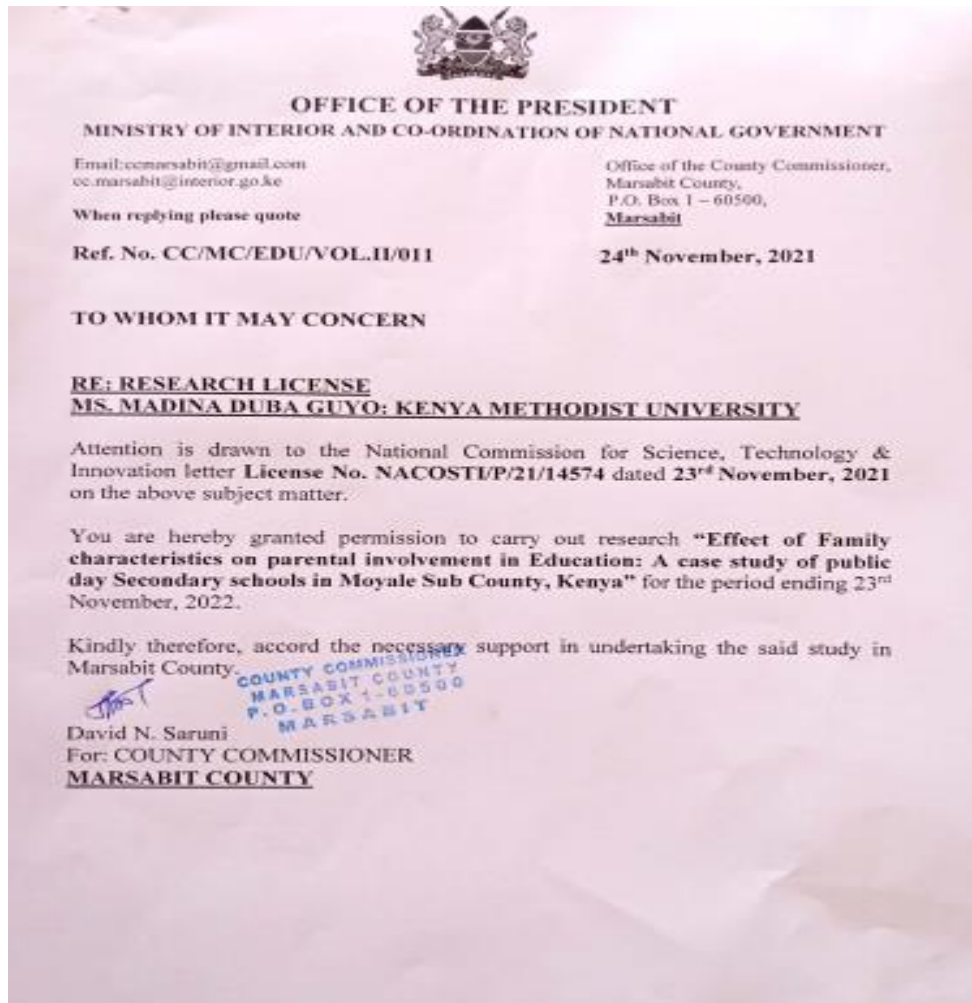 OFFICE OF THE PRESIDENT
MINISTRY OF INTERIOR AND CO-ORDINATION OF NATIONAL GOVERNMENT
Email:ccmarsabit@gmail.com
cc.marsabit@interior.go.ke
When replying please quote
Ref. No. CC/MC/EDU/VOL.II/011
Office of the County Commissioner,
Marsabit County,
P.O. Box 1 – 60500,
Marsabit
24th November, 2021
TO WHOM IT MAY CONCERN
RE: RESEARCH LICENSE
MS. MADINA DUBA GUYO: KENYA METHODIST UNIVERSITY
Attention is drawn to the National Commission for Science, Technology &
Innovation letter License No. NACOSTI/P/21/14574 dated 23rd November, 2021
on the above subject matter.
You are hereby granted permission to carry out research “Effect of Family
characteristics on parental involvement in Education: A case study of public
day Secondary schools in Moyale Sub County, Kenya” for the period ending 23rd
November, 2022.
Kindly therefore, accord the necessary support in undertaking the said study in
Marsabit County.
COUNTY COMMISSIONER
MARSABIT COUNTY
P.O.BOX 1-60500
MARSABIT
David N. Saruni
For: COUNTY COMMISSIONER
MARSABIT COUNTY